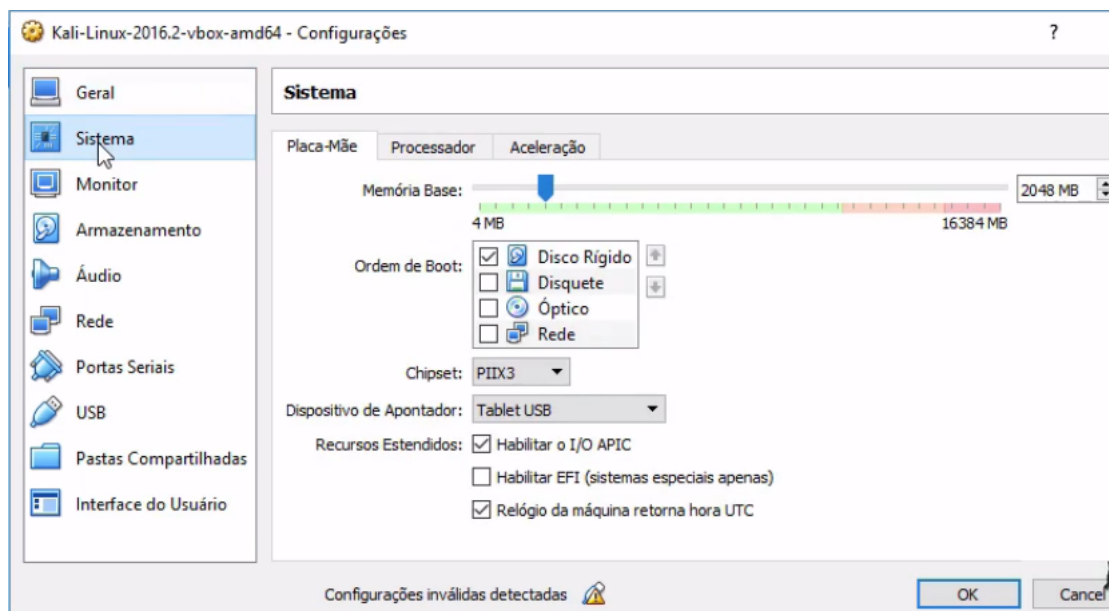 Kali-Linux-2016.2-vbox-amd64 - Configurações ?
Geral
Sistema
Monitor
Armazenamento
Áudio
Rede
Portas Seriais
USB
Pastas Compartilhadas
Interface do Usuário
Sistema
Placa-Mãe Processador Aceleração
Memória Base: 2048 MB
4 MB 16384 MB
Ordem de Boot: Disco Rígido
Disquete
Óptico
Rede
Chipset: PIIX3
Dispositivo de Apontador: Tablet USB
Recursos Estendidos: Habilitar o I/O APIC
Habilitar EFI (sistemas especiais apenas)
Relógio da máquina retorna hora UTC
Configurações inválidas detectadas OK Cancel